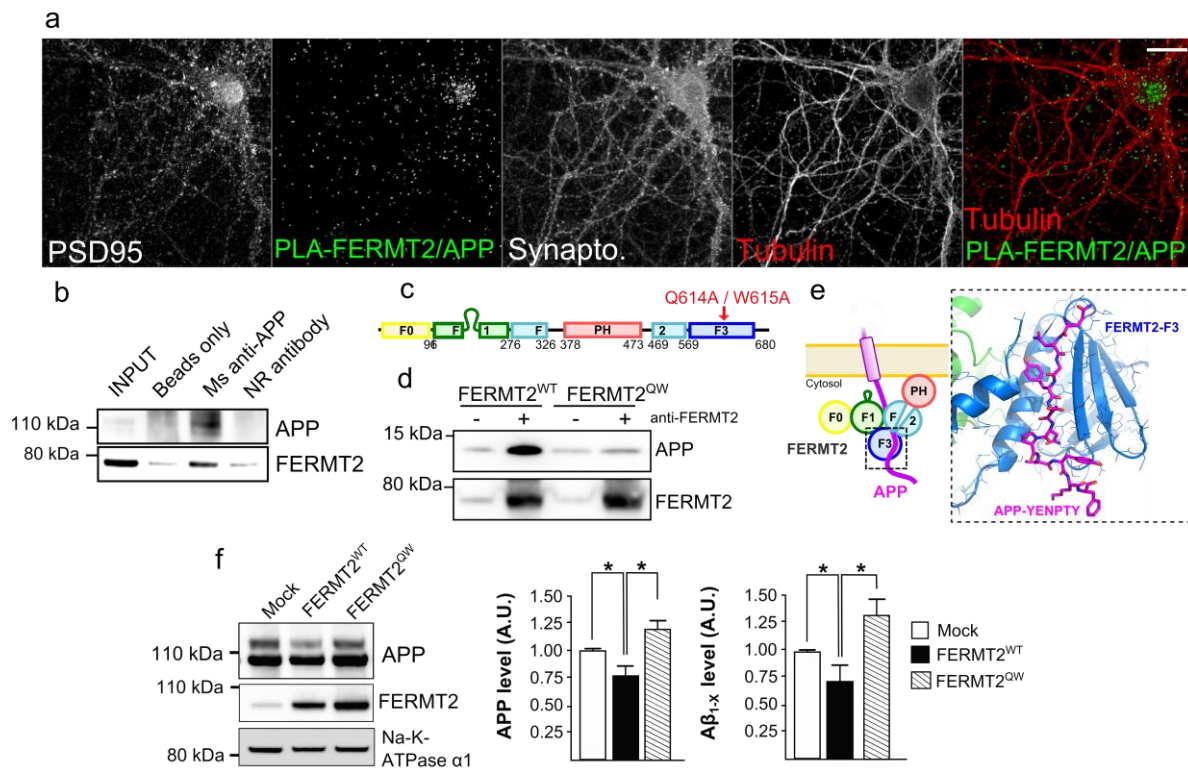 a
PSD95
PLA-FERMT2/APP
Synapto.
Tubulin
Tubulin
PLA-FERMT2/APP
b
INPUT
Beads only
Ms anti-APP
NR antibody
110 kDa
APP
80 kDa
FERMT2
c
Q614A / W615A
F0
F
1
F
PH
2
F3
96
276
326
378
473
469
569
680
d
FERMT2WT
FERMT2QW
-
+
-
+
anti-FERMT2
15 kDa
APP
80 kDa
FERMT2
e
Cytosol
PH
F0
F1
F
2
FERMT2
F3
APP
FERMT2-F3
APP-YENPTY
f
Mock
FERMT2WT
FERMT2QW
110 kDa
APP
110 kDa
FERMT2
80 kDa
Na-K-
ATPase α1
APP level (A.U.)
1.50
1.25
1.00
0.75
0.25
*
*
Aβ1-x level (A.U.)
1.50
1.25
1.00
0.75
0.25
*
*
Mock
FERMT2WT
FERMT2QW